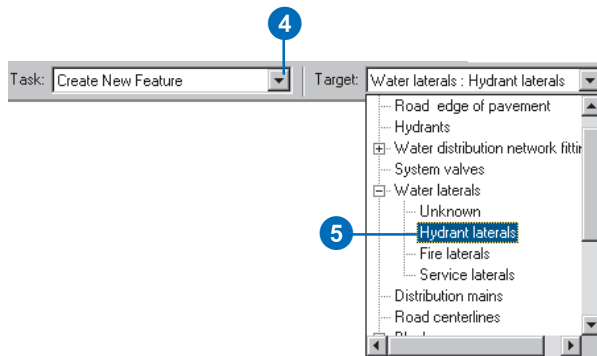 4
Task: Create New Feature Target: Water laterals : Hydrant laterals
Road edge of pavement
Hydrants
Water distribution network
System valves
Water laterals
Unknown
5
Hydrant laterals
Fire laterals
Service laterals
Distribution mains
Road centerlines